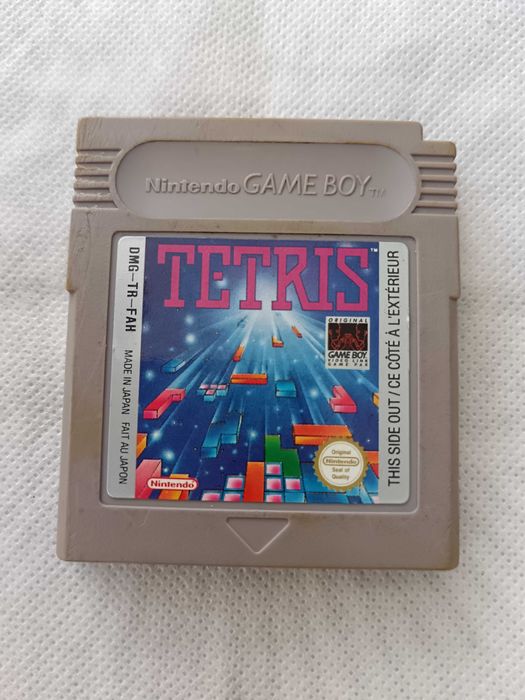 Nintendo GAME BOY™
TETRIS™
DMG-TR-FAH
MADE IN JAPAN FAIT AU JAPON
THIS SIDE OUT / CE CÔTÉ À L'EXTÉRIEUR
ORIGINAL
GAME BOY
VIDEO LINK
GAME PAK
Nintendo
Original
Nintendo
Seal of
Quality